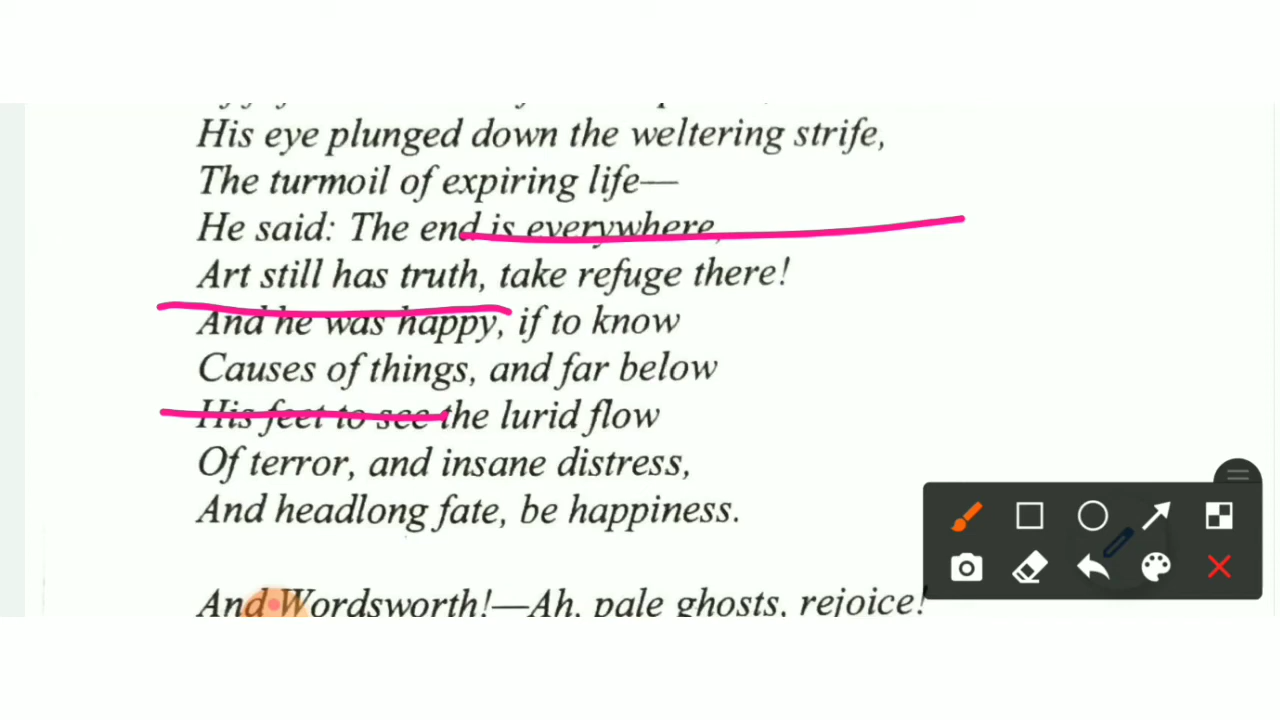 His eye plunged down the weltering strife,
The turmoil of expiring life—
He said: The end is everywhere,
Art still has truth, take refuge there!
And he was happy, if to know
Causes of things, and far below
His feet to see the lurid flow
Of terror, and insane distress,
And headlong fate, be happiness.
And Wordsworth!—Ah, pale ghosts, rejoice!